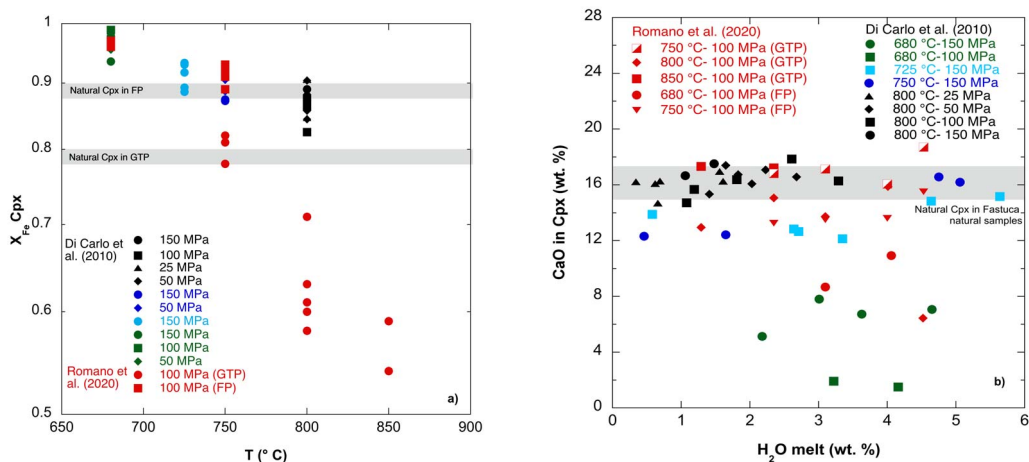 1
0.9
0.8
0.7
0.6
0.5
X Fe Cpx
Natural Cpx in FP
Natural Cpx in GTP
Di Carlo et
al. (2010)
150 MPa
100 MPa
25 MPa
50 MPa
150 MPa
50 MPa
150 MPa
150 MPa
100 MPa
50 MPa
Romano et
al. (2020)
100 MPa (GTP)
100 MPa (FP)
a)
650 700 750 800 850 900
T (° C)
Romano et al. (2020)
750 °C- 100 MPa (GTP)
800 °C- 100 MPa (GTP)
850 °C- 100 MPa (GTP)
680 °C- 100 MPa (FP)
750 °C- 100 MPa (FP)
Di Carlo et al. (2010)
680 °C-150 MPa
680 °C-100 MPa
725 °C- 150 MPa
750 °C- 150 MPa
800 °C- 25 MPa
800 °C- 50 MPa
800 °C-100 MPa
800 °C- 150 MPa
28
24
20
16
12
8
4
0
CaO in Cpx (wt. %)
Natural Cpx in Fastuca
natural samples
b)
0 1 2 3 4 5 6
H2O melt (wt. %)